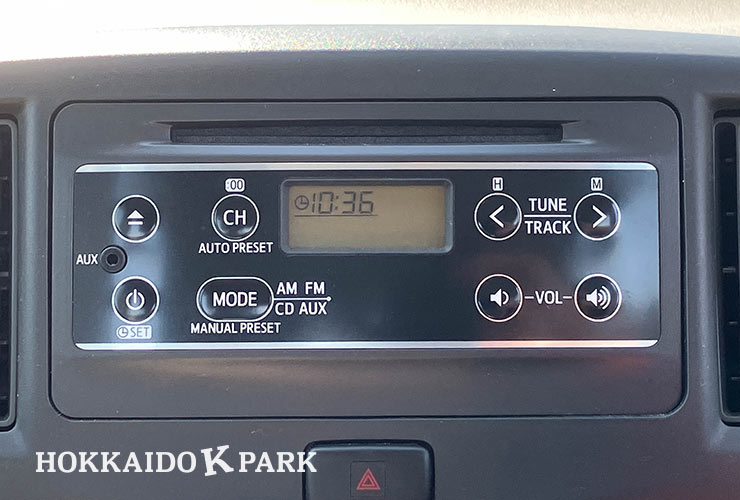 :00
H
M
10:36
CH
TUNE
TRACK
AUTO PRESET
AUX
MODE
AM FM
CD AUX
-VOL-
SET
MANUAL PRESET
HOKKAIDO K PARK